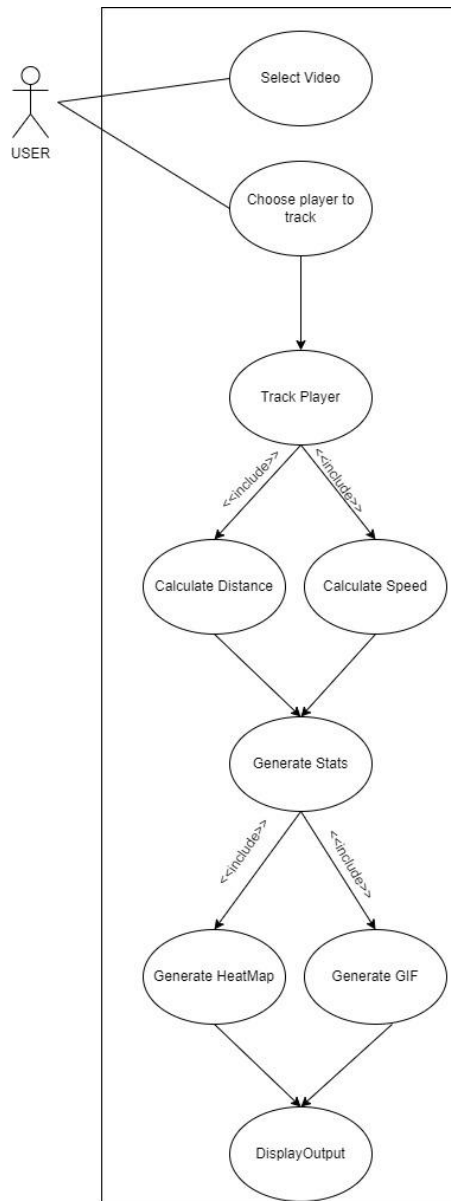 Select Video
USER
Choose player to
track
Track Player
<<include>>
<<include>>
Calculate Distance
Calculate Speed
Generate Stats
<<include>>
<<include>>
Generate HeatMap
Generate GIF
DisplayOutput